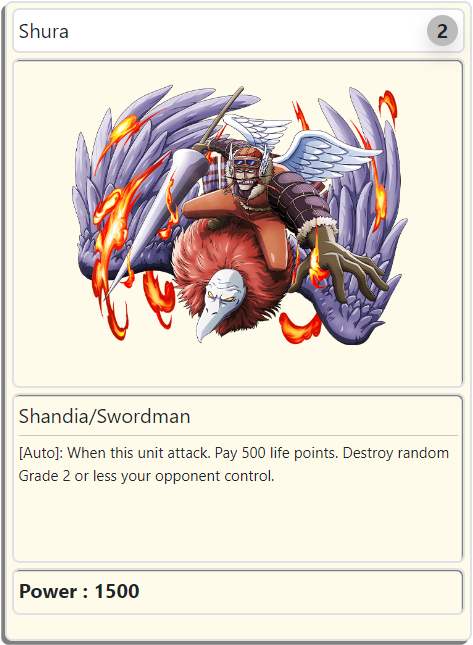 Shura
2
Shandia/Swordman
[Auto]: When this unit attack. Pay 500 life points. Destroy random
Grade 2 or less your opponent control.
Power : 1500